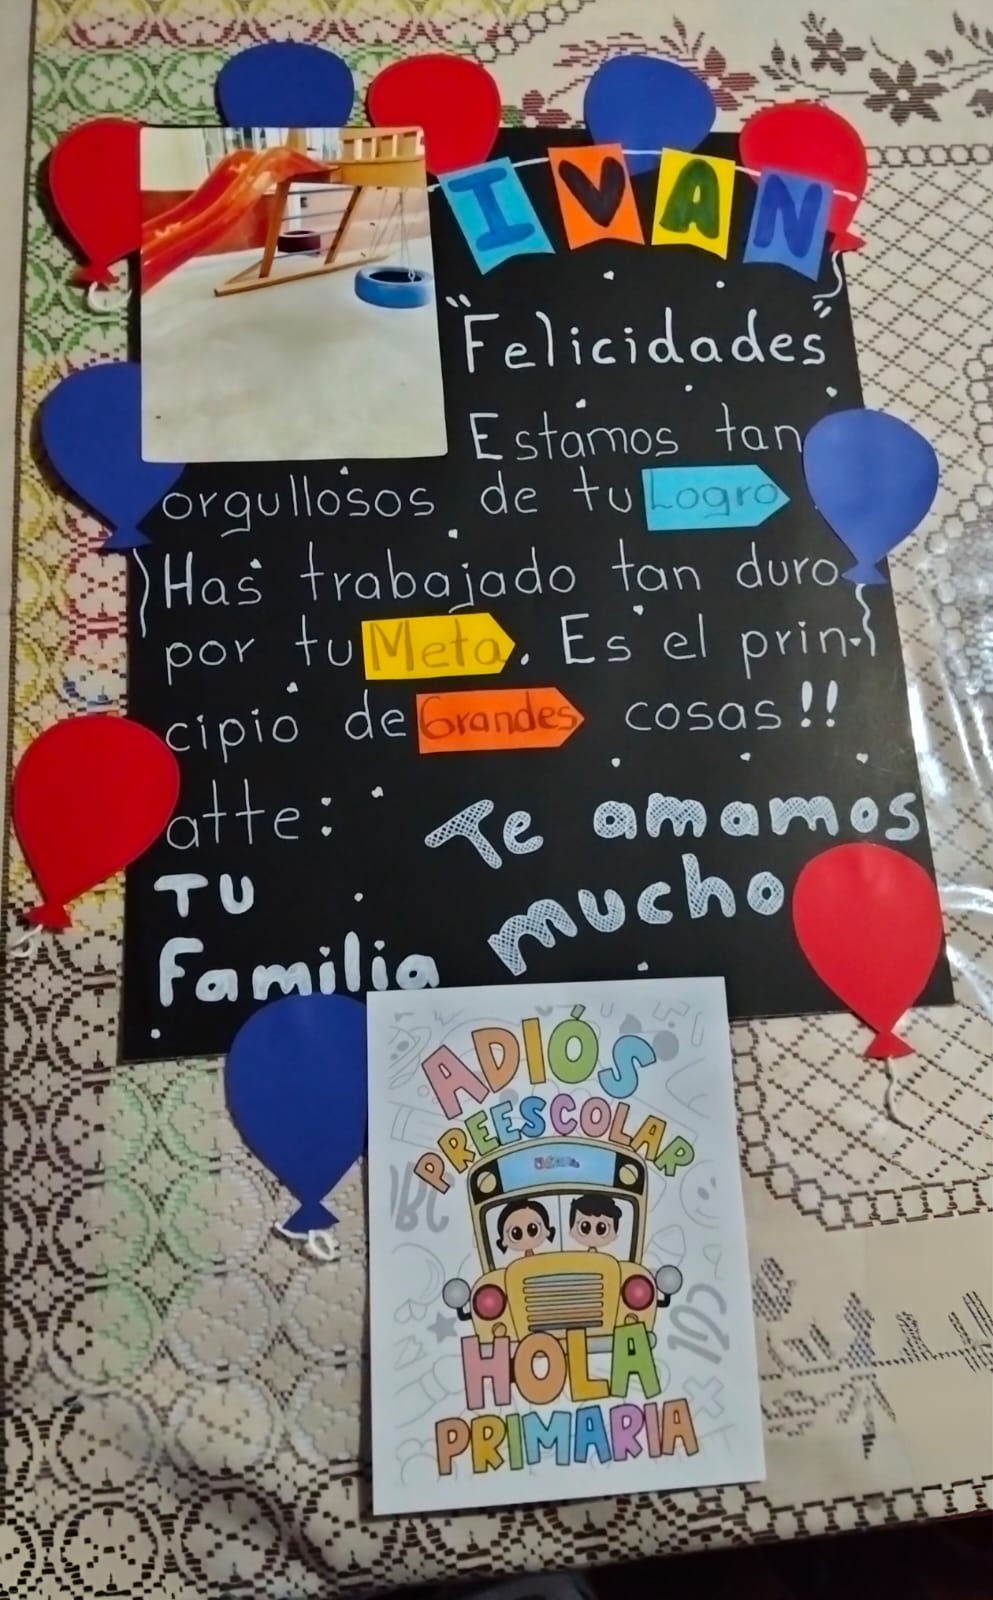 IVAN
"Felicidades"
Estamos tan
orgullosos de tu Logro
Has trabajado tan duro
por tu Meta. Es el prin-
cipio de Grandes cosas!!
atte: Te amamos
TU mucho
Familia
ADIÓS
PREESCOLAR
HOLA
PRIMARIA